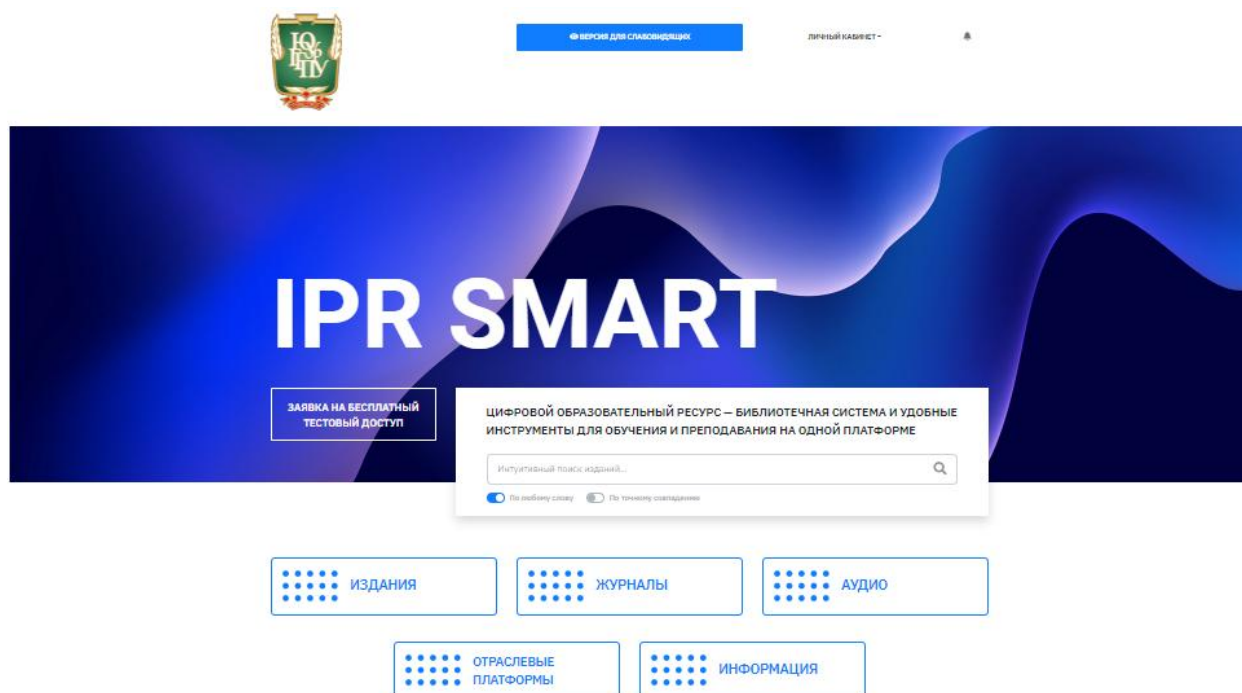 ВЕРСИЯ ДЛЯ СЛАБОВИДЯЩИХ
ЛИЧНЫЙ КАБИНЕТ
IPR SMART
ЗАЯВКА НА БЕСПЛАТНЫЙ
ТЕСТОВЫЙ ДОСТУП
ЦИФРОВОЙ ОБРАЗОВАТЕЛЬНЫЙ РЕСУРС — БИБЛИОТЕЧНАЯ СИСТЕМА И УДОБНЫЕ
ИНСТРУМЕНТЫ ДЛЯ ОБУЧЕНИЯ И ПРЕПОДАВАНИЯ НА ОДНОЙ ПЛАТФОРМЕ
Интуитивный поиск изданий...
По любому слову По точному совпадению
ИЗДАНИЯ
ЖУРНАЛЫ
АУДИО
ОТРАСЛЕВЫЕ
ПЛАТФОРМЫ
ИНФОРМАЦИЯ